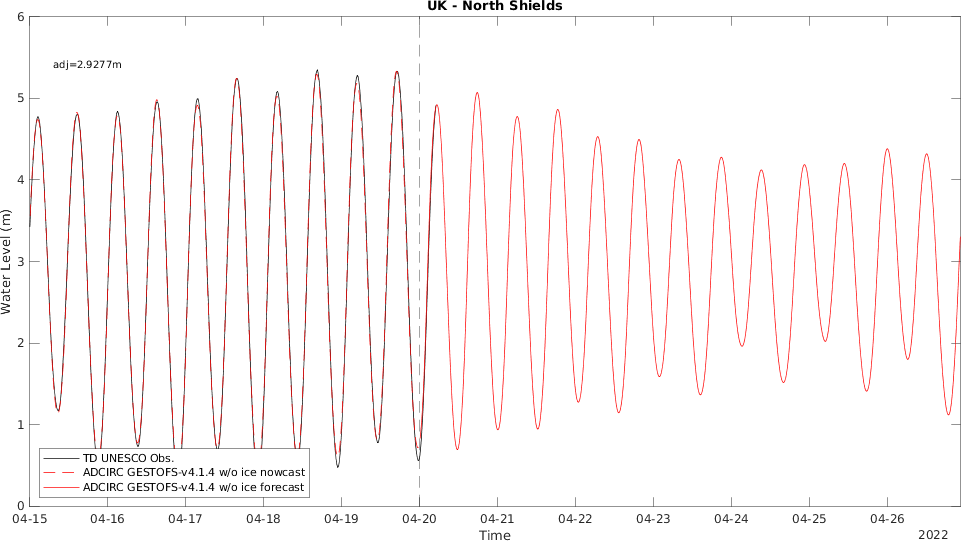 UK - North Shields
adj=2.9277m
6
5
4
3
2
1
0
Water Level (m)
TD UNESCO Obs.
ADCIRC GESTOFS-v4.1.4 w/o ice nowcast
ADCIRC GESTOFS-v4.1.4 w/o ice forecast
04-15 04-16 04-17 04-18 04-19 04-20 04-21 04-22 04-23 04-24 04-25 04-26
Time
2022